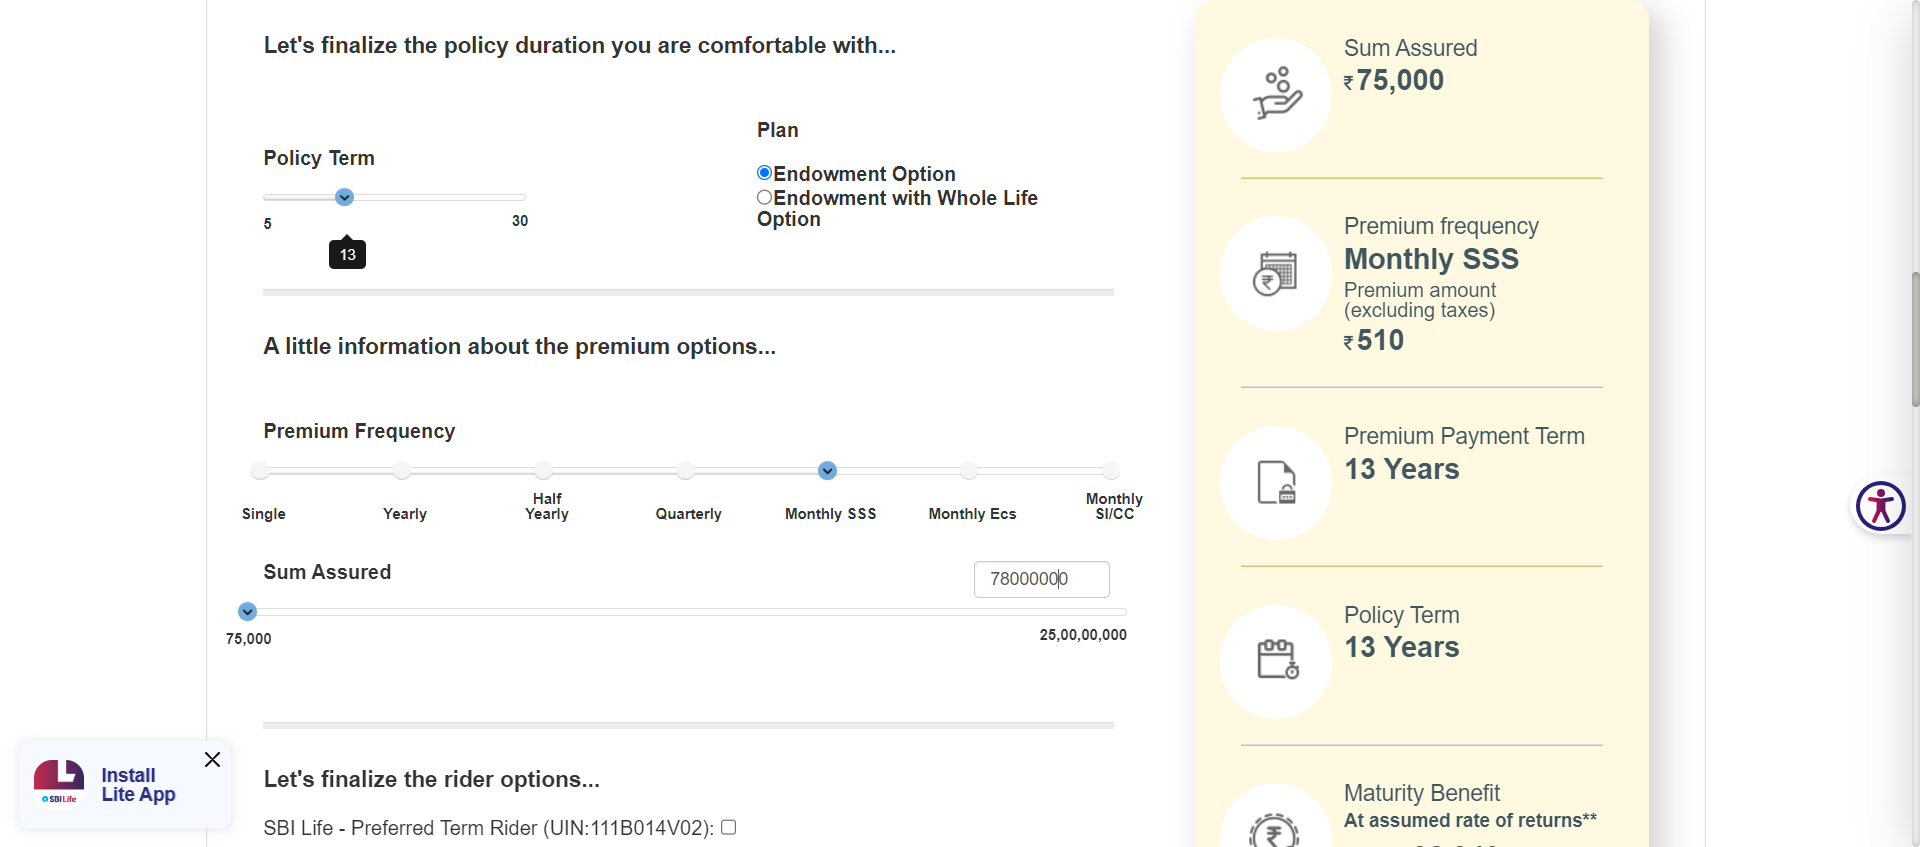 Let's finalize the policy duration you are comfortable with...
Policy Term
5
30
13
Plan
Endowment Option
Endowment with Whole Life
Option
A little information about the premium options...
Premium Frequency
Single
Yearly
Half
Yearly
Quarterly
Monthly SSS
Monthly Ecs
Monthly
SI/CC
Sum Assured
78000000
75,000
25,00,00,000
Let's finalize the rider options...
SBI Life - Preferred Term Rider (UIN:111B014V02):
Sum Assured
₹75,000
Premium frequency
Monthly SSS
Premium amount
(excluding taxes)
₹510
Premium Payment Term
13 Years
Policy Term
13 Years
Maturity Benefit
At assumed rate of returns**
Install
Lite App
SBI Life